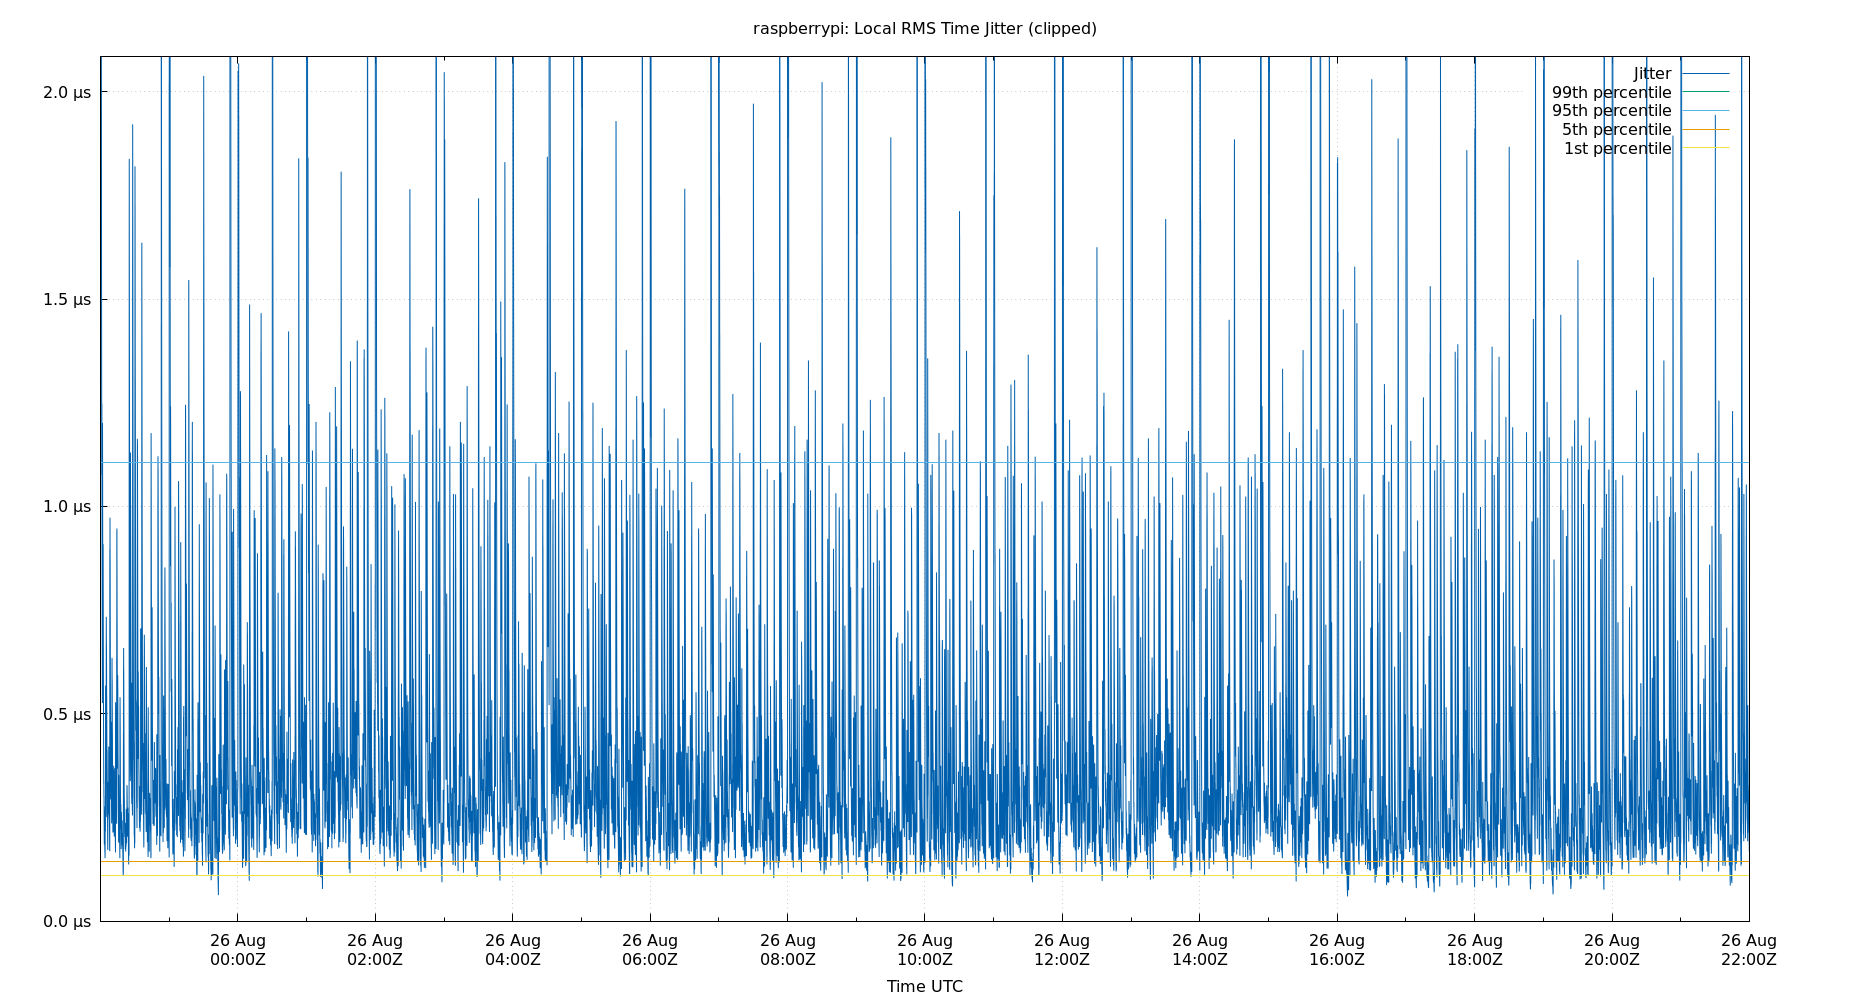 raspberrypi: Local RMS Time Jitter (clipped)
2.0 µs
1.5 µs
1.0 µs
0.5 µs
0.0 µs
Jitter
99th percentile
95th percentile
5th percentile
1st percentile
26 Aug 26 Aug 26 Aug 26 Aug 26 Aug 26 Aug 26 Aug 26 Aug 26 Aug 26 Aug 26 Aug 26 Aug
00:00Z 02:00Z 04:00Z 06:00Z 08:00Z 10:00Z 12:00Z 14:00Z 16:00Z 18:00Z 20:00Z 22:00Z
Time UTC